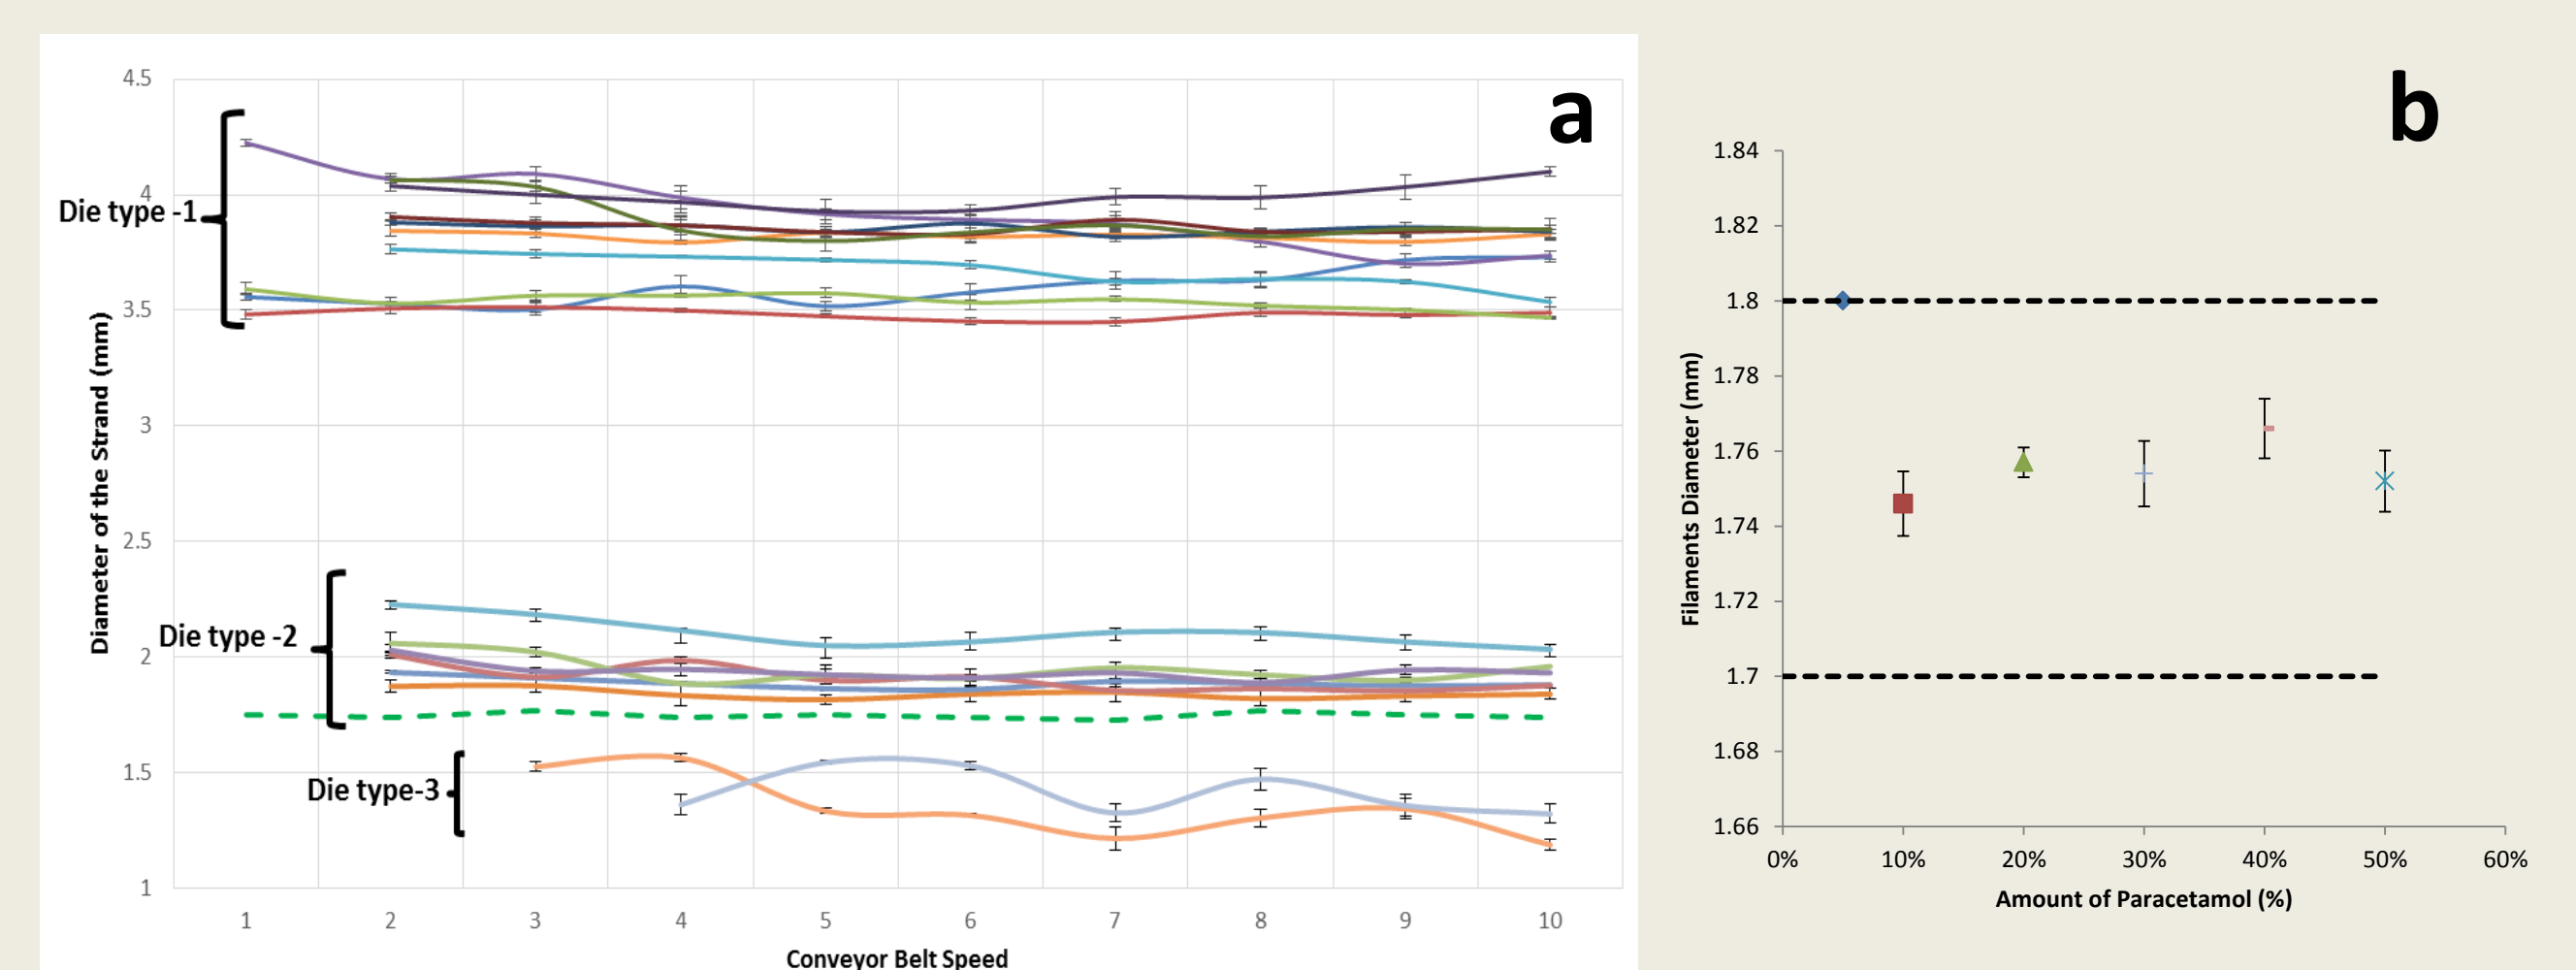 a
4.5
4
3.5
3
2.5
2
1.5
1
Die type -1
Die type -2
Die type-3
Diameter of the Strand (mm)
1 2 3 4 5 6 7 8 9 10
Conveyor Belt Speed
b
1.84
1.82
1.8
1.78
1.76
1.74
1.72
1.7
1.68
1.66
Filaments Diameter (mm)
0% 10% 20% 30% 40% 50% 60%
Amount of Paracetamol (%)